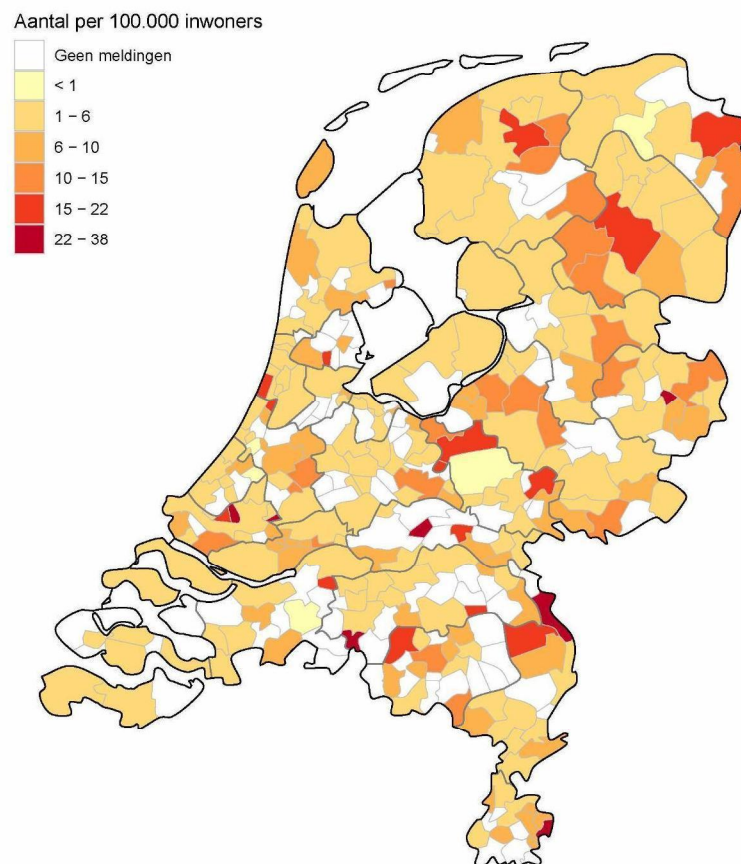 Aantal per 100.000 inwoners
Geen meldingen
< 1
1 − 6
6 − 10
10 − 15
15 − 22
22 − 38